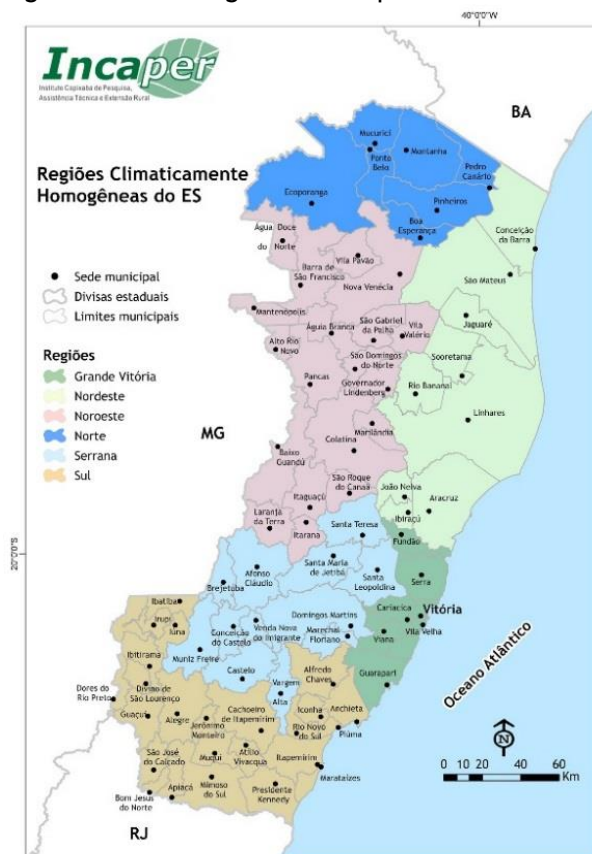 40°0'0"W
Incaper
Instituto Capixaba de Pesquisa,
Assistência Técnica e Extensão Rural
BA
Regiões Climaticamente
Homogêneas do ES
Sede municipal
Divisas estaduais
Limites municipais
Regiões
Grande Vitória
Nordeste
Noroeste
Norte
Serrana
Sul
MG
20°0'0"S
RJ
Mucurici
Ponto
Belo
Montanha
Pedro
Canário
Ecoporanga
Pinheiros
Boa
Esperança
Água Doce
do Norte
Vila Pavão
Conceição
da Barra
Barra de
São Francisco
Nova Venécia
São Mateus
Mantenópolis
Águia Branca
São Gabriel
da Palha
Vila
Valério
Jaguaré
Alto Rio
Novo
São Domingos
do Norte
Sooretama
Pancas
Governador
Lindenberg
Rio Bananal
Linhares
Marilândia
Colatina
Baixo
Guandú
São Roque
do Canaã
João Neiva
Aracruz
Itaguaçú
Laranja
da Terra
Itarana
Ibiraçú
Santa Teresa
Fundão
Afonso
Cláudio
Santa Maria
de Jetibá
Santa
Leopoldina
Serra
Brejetuba
Ibatiba
Irupi
Iúna
Conceição
do Castelo
Venda Nova
do Imigrante
Domingos Martins
Marechal
Floriano
Cariacica
Vitória
Vila Velha
Viana
Ibitirama
Muniz Freire
Castelo
Vargem
Alta
Alfredo
Chaves
Guarapari
Dores do
Rio Preto
Divino de
São Lourenço
Guaçuí
Alegre
Jerônimo
Monteiro
Cachoeiro
de Itapemirim
Iconha
Rio Novo
do Sul
Anchieta
Piúma
São José
do Calçado
Muqui
Atílio
Vivacqua
Itapemirim
Marataízes
Bom Jesus
do Norte
Apiacá
Mimoso
do Sul
Presidente
Kennedy
Oceano Atlântico
N
0 10 20 40 60
Km